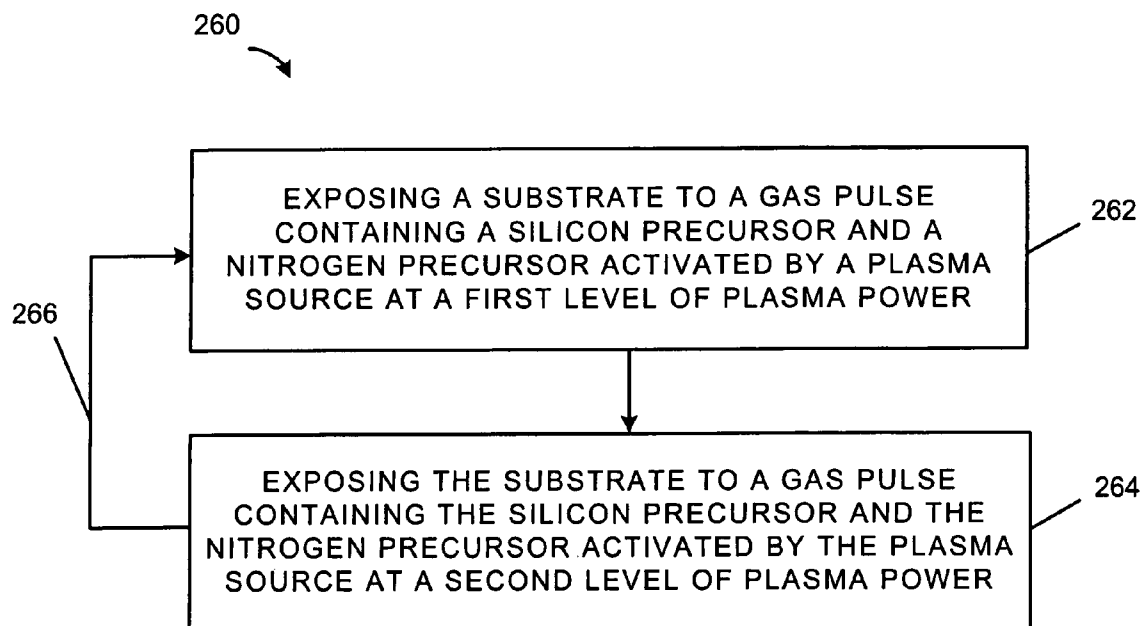 260
EXPOSING A SUBSTRATE TO A GAS PULSE
CONTAINING A SILICON PRECURSOR AND A
NITROGEN PRECURSOR ACTIVATED BY A PLASMA
SOURCE AT A FIRST LEVEL OF PLASMA POWER
262
266
EXPOSING THE SUBSTRATE TO A GAS PULSE
CONTAINING THE SILICON PRECURSOR AND THE
NITROGEN PRECURSOR ACTIVATED BY THE PLASMA
SOURCE AT A SECOND LEVEL OF PLASMA POWER
264